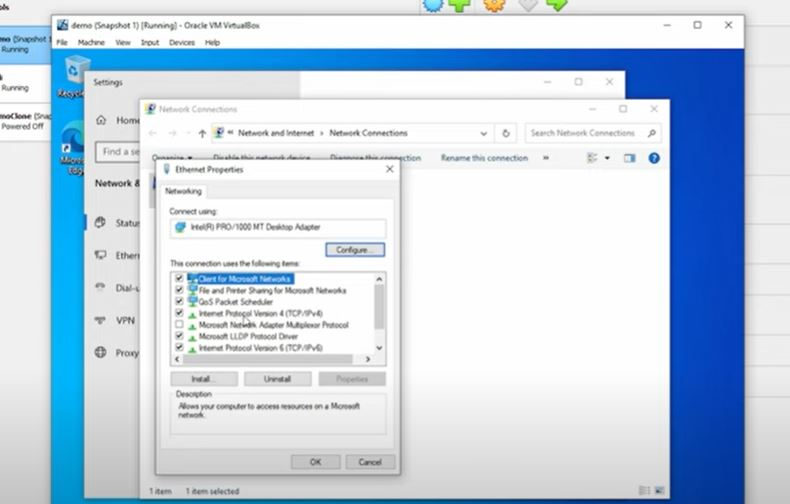 ols
demo (Snapshot 1) [Running] - Oracle VM VirtualBox
mo (Snapshot 1
Running
File Machine View Input Devices Help
Running
moClone (Snap
Powered Off
Recycle
Micros
Edge
Settings
Home
Find a se
Network &
Status
Ethern
Dial-u
VPN
Proxy
Network Connections
Network and Internet > Network Connections
Search Network Connections
Organize Disable this network device Diagnose this connection Rename this connection »
Ethernet Properties
Networking
Connect using:
Intel(R) PRO/1000 MT Desktop Adapter
Configure...
This connection uses the following items:
Client for Microsoft Networks
File and Printer Sharing for Microsoft Networks
QoS Packet Scheduler
Internet Protocol Version 4 (TCP/IPv4)
Microsoft Network Adapter Multiplexor Protocol
Microsoft LLDP Protocol Driver
Internet Protocol Version 6 (TCP/IPv6)
Install... Uninstall Properties
Description
Allows your computer to access resources on a Microsoft
network.
OK Cancel
1 item 1 item selected